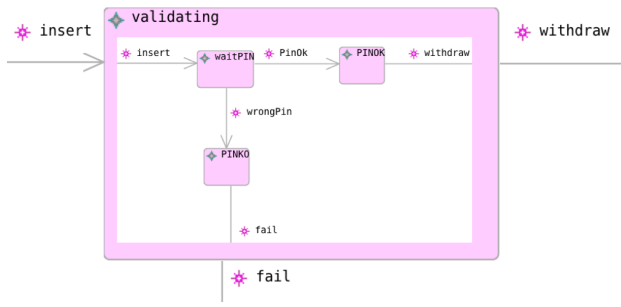 validating
insert
withdraw
insert
waitPIN
PinOk
PINOK
withdraw
wrongPin
PINKO
fail
fail